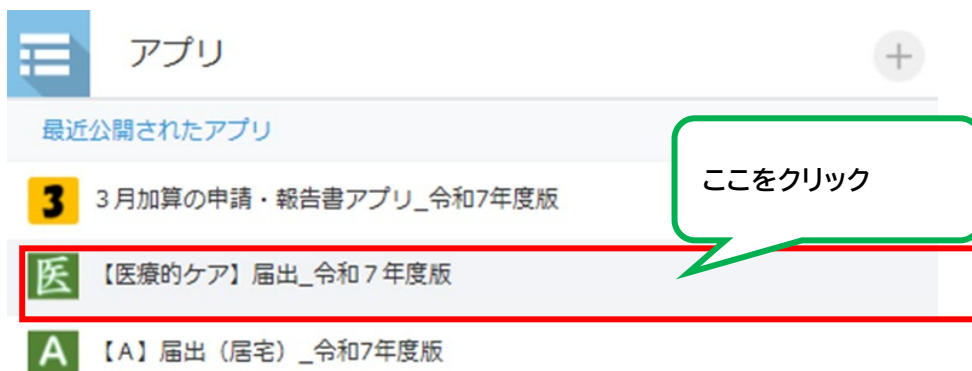 アプリ
最近公開されたアプリ
ここをクリック
3 3月加算の申請・報告書アプリ_令和7年度版
医 【医療的ケア】届出_令和７年度版
A 【A】届出（居宅）_令和7年度版